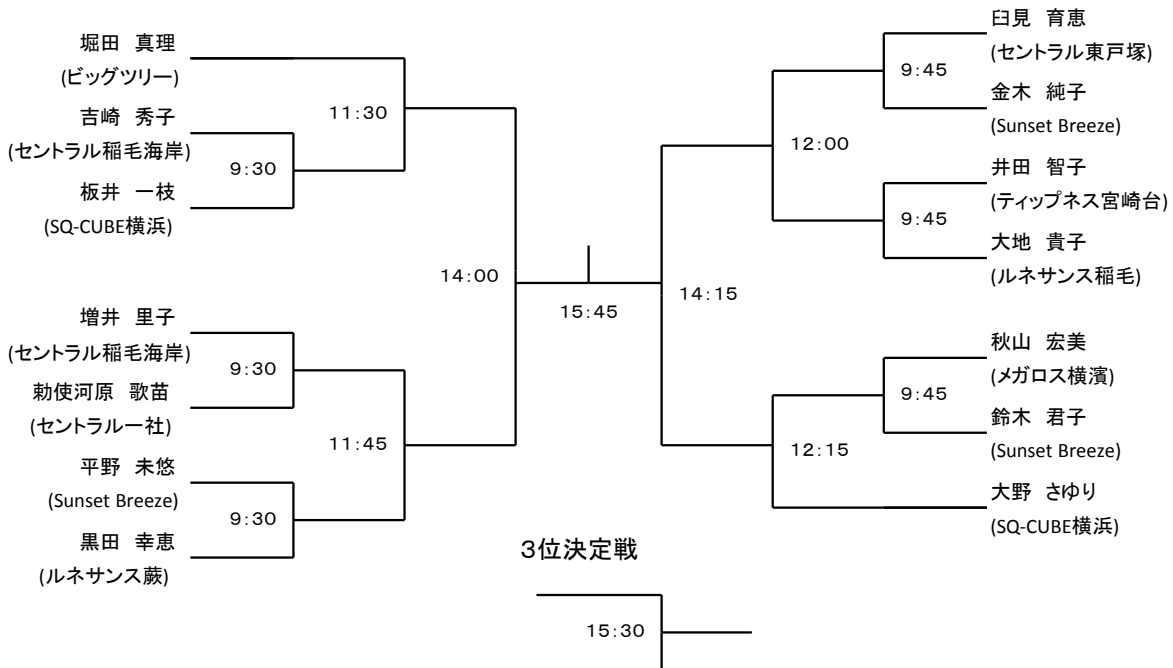 堀田　真理
(ビッグツリー)
11:30
吉崎　秀子
(セントラル稲毛海岸)
9:30
板井　一枝
(SQ-CUBE横浜)
14:00
増井　里子
(セントラル稲毛海岸)
9:30
勅使河原　歌苗
(セントラル一社)
11:45
平野　未悠
(Sunset Breeze)
9:30
黒田　幸恵
(ルネサンス蕨)
15:45
臼見　育恵
(セントラル東戸塚)
9:45
金木　純子
(Sunset Breeze)
12:00
井田　智子
(ティップネス宮崎台)
9:45
大地　貴子
(ルネサンス稲毛)
14:15
秋山　宏美
(メガロス横濱)
9:45
鈴木　君子
(Sunset Breeze)
12:15
大野　さゆり
(SQ-CUBE横浜)
3位決定戦
15:30